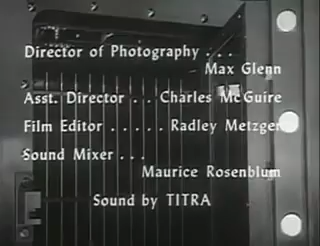 Director of Photography . . .
Max Glenn
Asst. Director . . Charles McGuire
Film Editor . . . . . Radley Metzger
Sound Mixer . . .
Maurice Rosenblum
Sound by TITRA